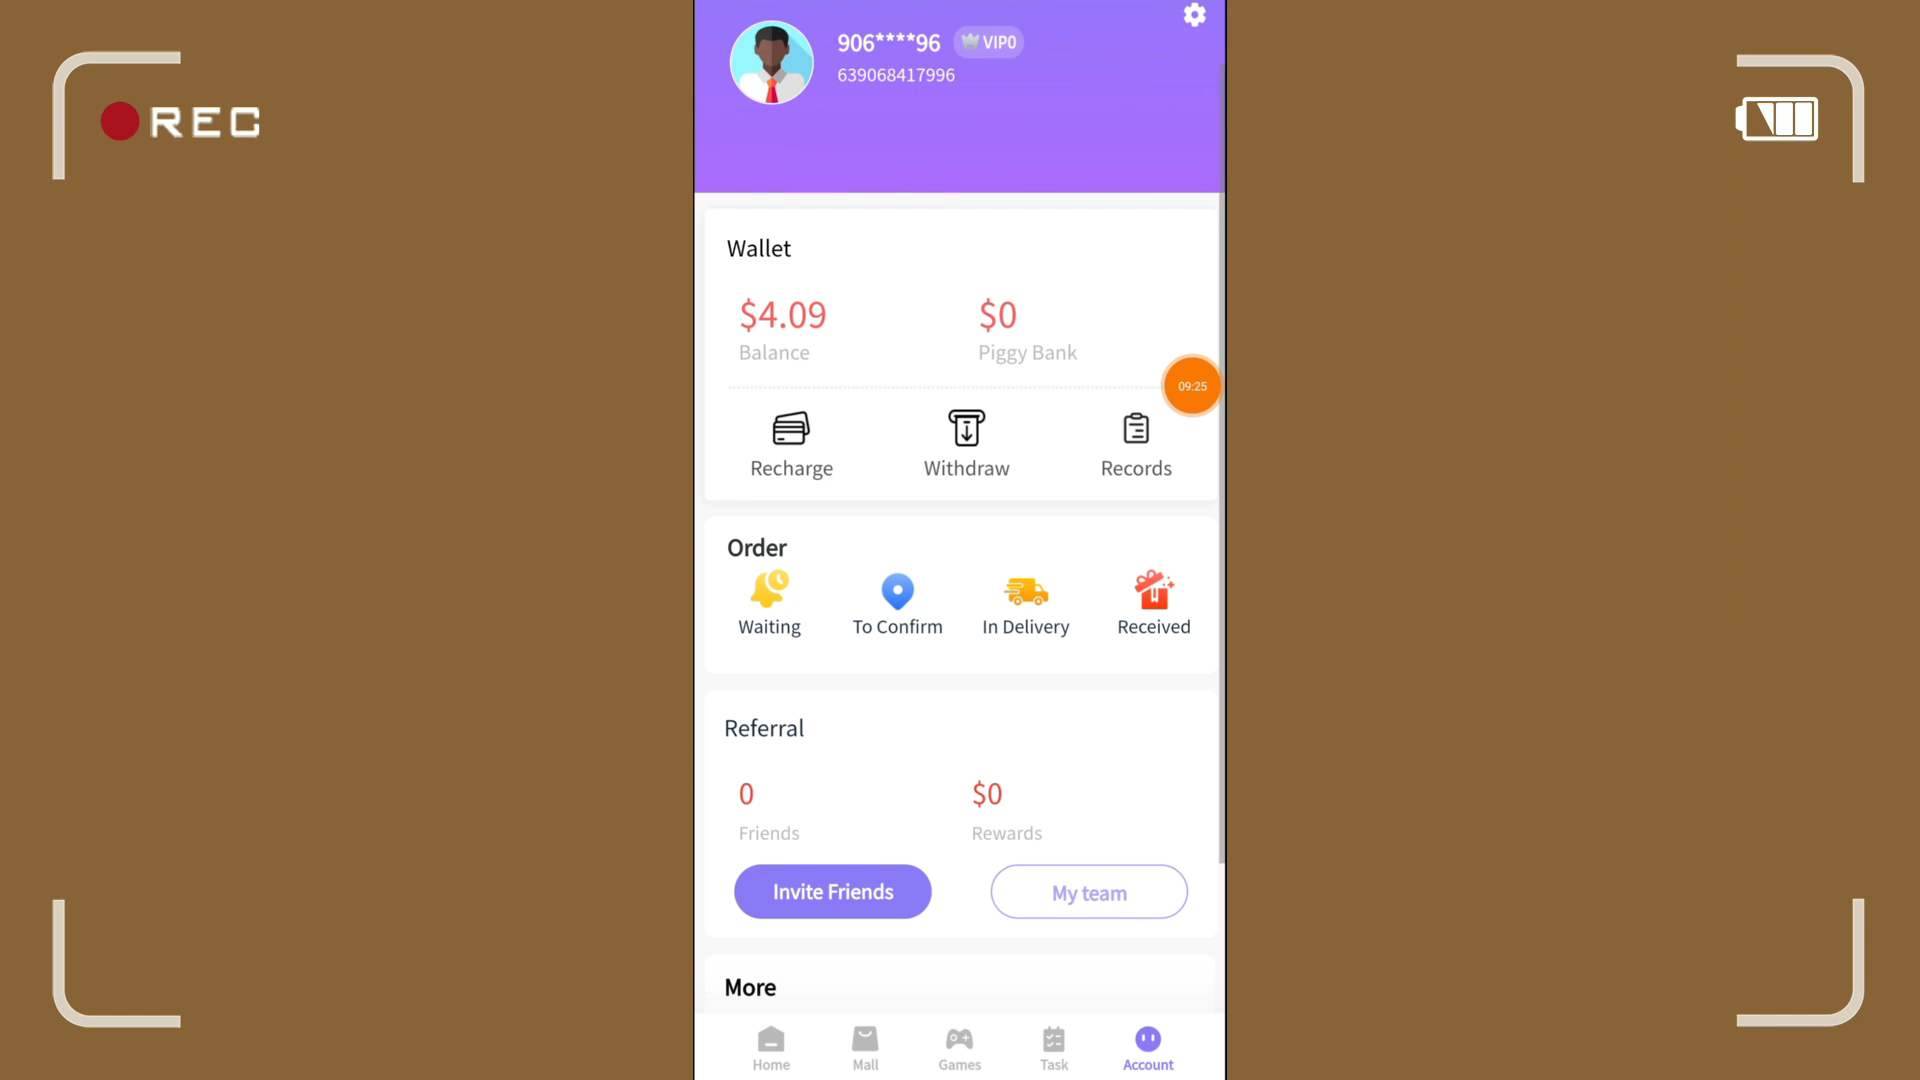 906****96 VIP0
639068417996
REC
Wallet
$4.09 $0
Balance Piggy Bank
09:25
Recharge Withdraw Records
Order
Waiting To Confirm In Delivery Received
Referral
0 $0
Friends Rewards
Invite Friends My team
More
Home Mall Games Task Account